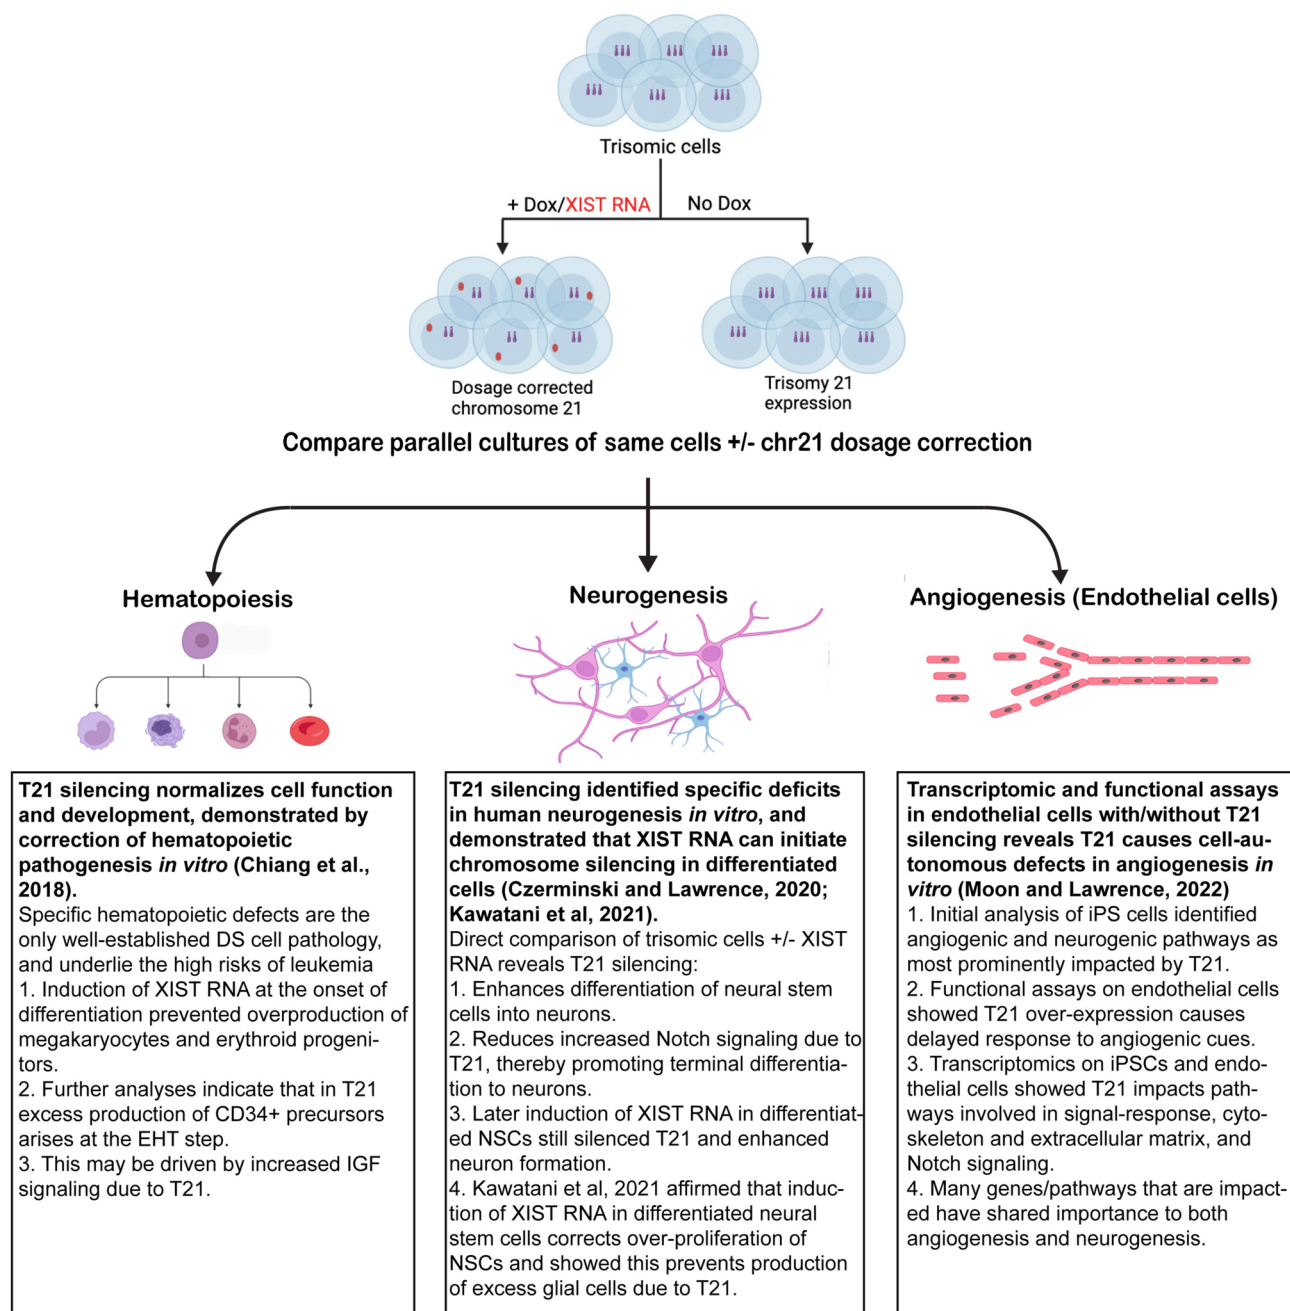 Trisomic cells
+ Dox/XIST RNA
No Dox
Dosage corrected
chromosome 21
Trisomy 21
expression
Compare parallel cultures of same cells +/- chr21 dosage correction
Hematopoiesis
Neurogenesis
Angiogenesis (Endothelial cells)
T21 silencing normalizes cell function
and development, demonstrated by
correction of hematopoietic
pathogenesis in vitro (Chiang et al.,
2018).
Specific hematopoietic defects are the
only well-established DS cell pathology,
and underlie the high risks of leukemia
1. Induction of XIST RNA at the onset of
differentiation prevented overproduction of
megakaryocytes and erythroid progeni-
tors.
2. Further analyses indicate that in T21
excess production of CD34+ precursors
arises at the EHT step.
3. This may be driven by increased IGF
signaling due to T21.
T21 silencing identified specific deficits
in human neurogenesis in vitro, and
demonstrated that XIST RNA can initiate
chromosome silencing in differentiated
cells (Czerminski and Lawrence, 2020;
Kawatani et al, 2021).
Direct comparison of trisomic cells +/- XIST
RNA reveals T21 silencing:
1. Enhances differentiation of neural stem
cells into neurons.
2. Reduces increased Notch signaling due to
T21, thereby promoting terminal differentia-
tion to neurons.
3. Later induction of XIST RNA in differentiat-
ed NSCs still silenced T21 and enhanced
neuron formation.
4. Kawatani et al, 2021 affirmed that induc-
tion of XIST RNA in differentiated neural
stem cells corrects over-proliferation of
NSCs and showed this prevents production
of excess glial cells due to T21.
Transcriptomic and functional assays
in endothelial cells with/without T21
silencing reveals T21 causes cell-au-
tonomous defects in angiogenesis in
vitro (Moon and Lawrence, 2022)
1. Initial analysis of iPS cells identified
angiogenic and neurogenic pathways as
most prominently impacted by T21.
2. Functional assays on endothelial cells
showed T21 over-expression causes
delayed response to angiogenic cues.
3. Transcriptomics on iPSCs and endo-
thelial cells showed T21 impacts path-
ways involved in signal-response, cyto-
skeleton and extracellular matrix, and
Notch signaling.
4. Many genes/pathways that are impact-
ed have shared importance to both
angiogenesis and neurogenesis.